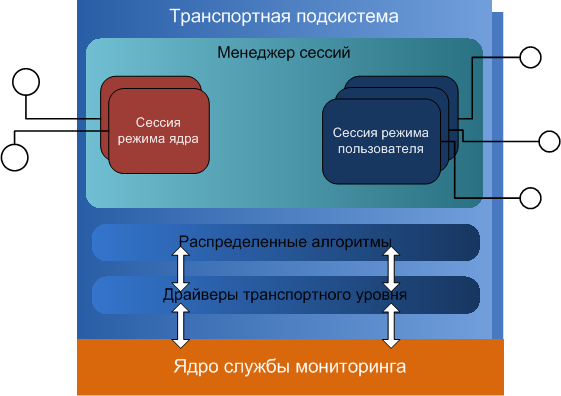 Транспортная подсистема
Менеджер сессий
Сессия
режима ядра
Сессия режима
пользователя
Распределенные алгоритмы
Драйверы транспортного уровня
Ядро службы мониторинга